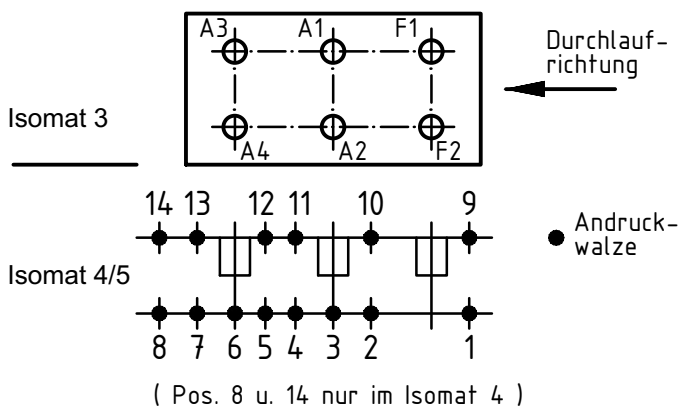 A3 A1 F1
Durchlauf-
richtung
Isomat 3
A4 A2 F2
14 13 12 11 10 9
Andruck-
walze
Isomat 4/5
8 7 6 5 4 3 2 1
( Pos. 8 u. 14 nur im Isomat 4 )